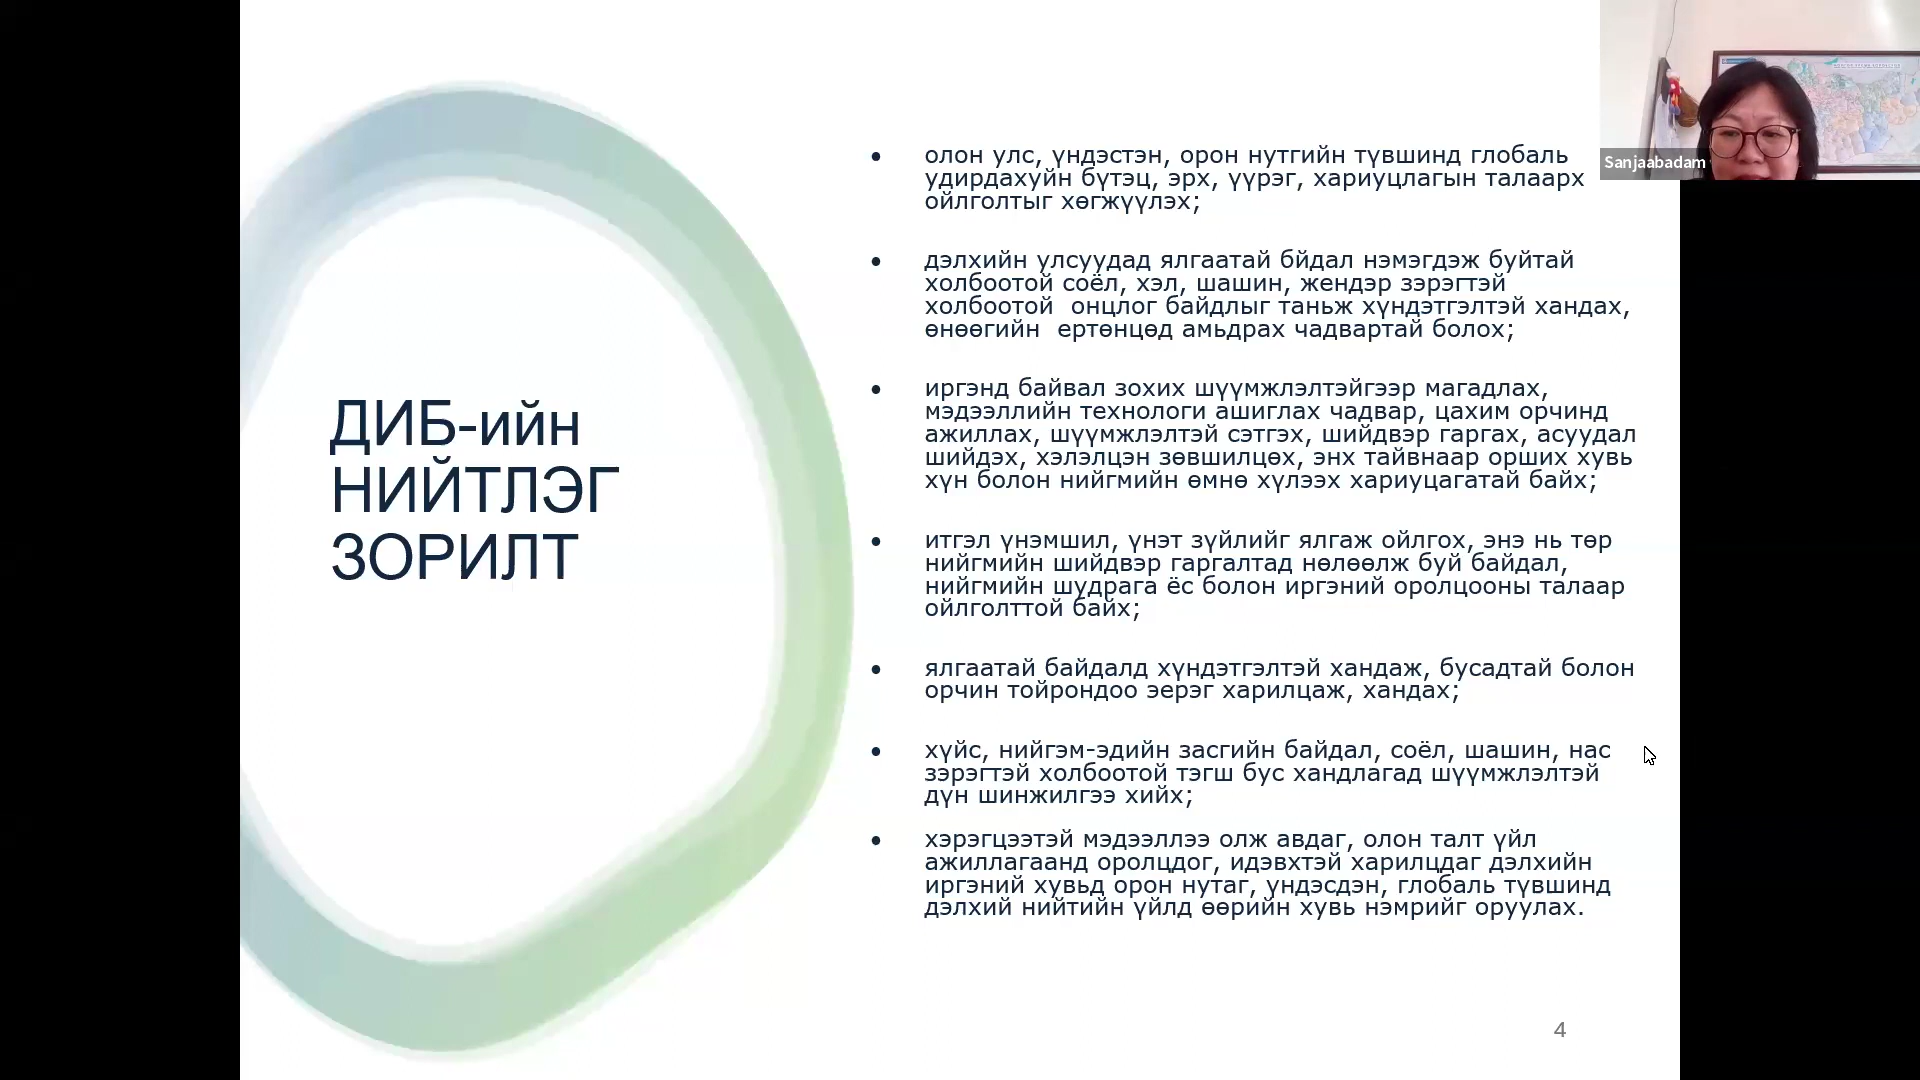 ДИБ-ийн
НИЙТЛЭГ
ЗОРИЛТ
• олон улс, үндэстэн, орон нутгийн түвшинд глобаль
удирдахуйн бүтэц, эрх, үүрэг, хариуцлагын талаарх
ойлголтыг хөгжүүлэх;
• дэлхийн улсуудад ялгаатай бйдал нэмэгдэж буйтай
холбоотой соёл, хэл, шашин, жендэр зэрэгтэй
холбоотой онцлог байдлыг таньж хүндэтгэлтэй хандах,
өнөөгийн ертөнцөд амьдрах чадвартай болох;
• иргэнд байвал зохих шүүмжлэлтэйгээр магадлах,
мэдээллийн технологи ашиглах чадвар, цахим орчинд
ажиллах, шүүмжлэлтэй сэтгэх, шийдвэр гаргах, асуудал
шийдэх, хэлэлцэн зөвшилцөх, энх тайвнаар орших хувь
хүн болон нийгмийн өмнө хүлээх хариуцагатай байх;
• итгэл үнэмшил, үнэт зүйлийг ялгаж ойлгох, энэ нь төр
нийгмийн шийдвэр гаргалтад нөлөөлж буй байдал,
нийгмийн шудрага ёс болон иргэний оролцооны талаар
ойлголттой байх;
• ялгаатай байдалд хүндэтгэлтэй хандаж, бусадтай болон
орчин тойрондоо эерэг харилцаж, хандах;
• хүйс, нийгэм-эдийн засгийн байдал, соёл, шашин, нас
зэрэгтэй холбоотой тэгш бус хандлагад шүүмжлэлтэй
дүн шинжилгээ хийх;
• хэрэгцээтэй мэдээллээ олж авдаг, олон талт үйл
ажиллагаанд оролцдог, идэвхтэй харилцдаг дэлхийн
иргэний хувьд орон нутаг, үндэсдэн, глобаль түвшинд
дэлхий нийтийн үйлд өөрийн хувь нэмрийг оруулах.
4
Sanjaabadam